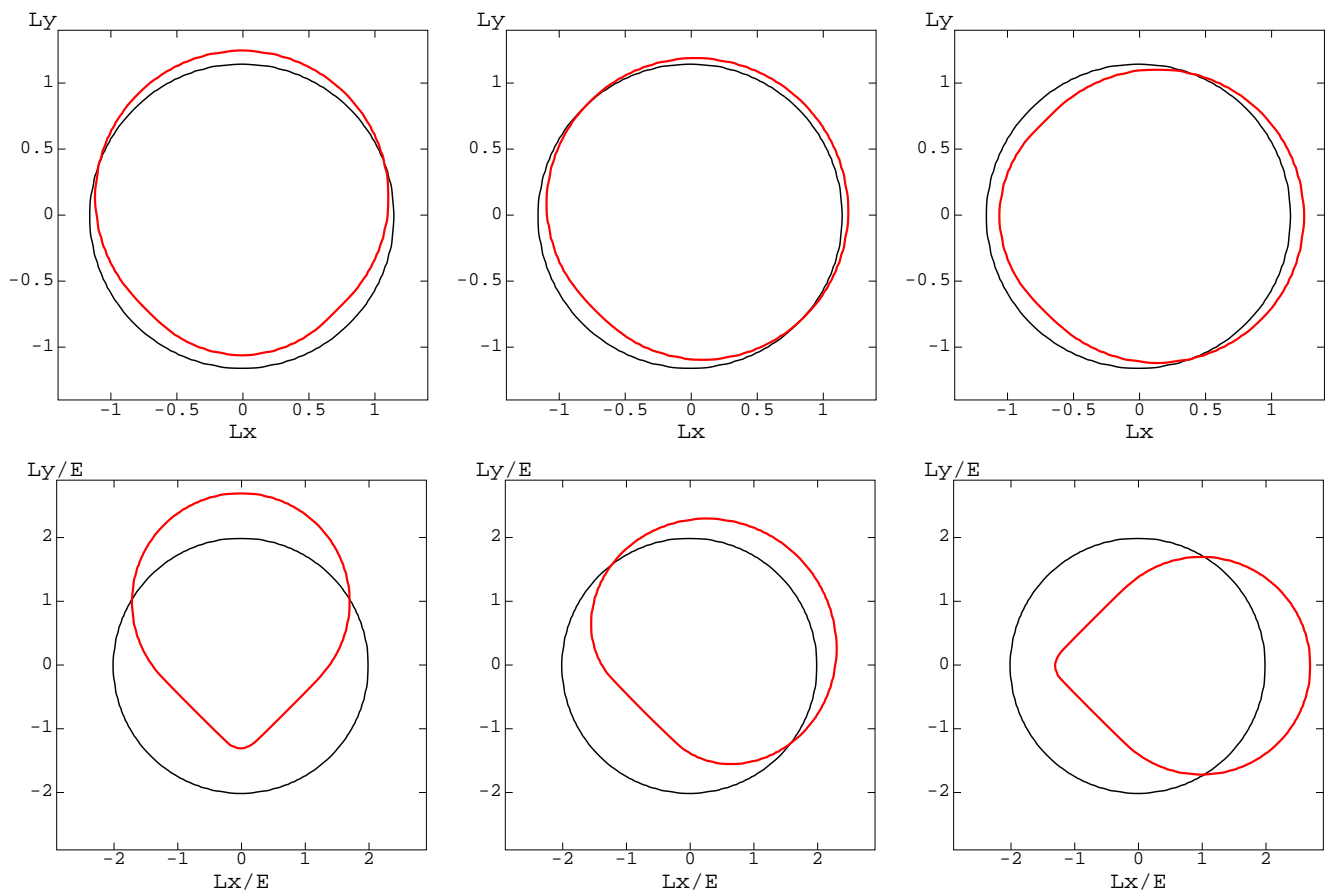 Ly Ly Ly
1 1 1
0.5 0.5 0.5
0 0 0
-0.5 -0.5 -0.5
-1 -1 -1
-1 -0.5 0 0.5 1 -1 -0.5 0 0.5 1 -1 -0.5 0 0.5 1
Lx Lx Lx
Ly/E Ly/E Ly/E
2 2 2
1 1 1
0 0 0
-1 -1 -1
-2 -2 -2
-2 -1 0 1 2 -2 -1 0 1 2 -2 -1 0 1 2
Lx/E Lx/E Lx/E